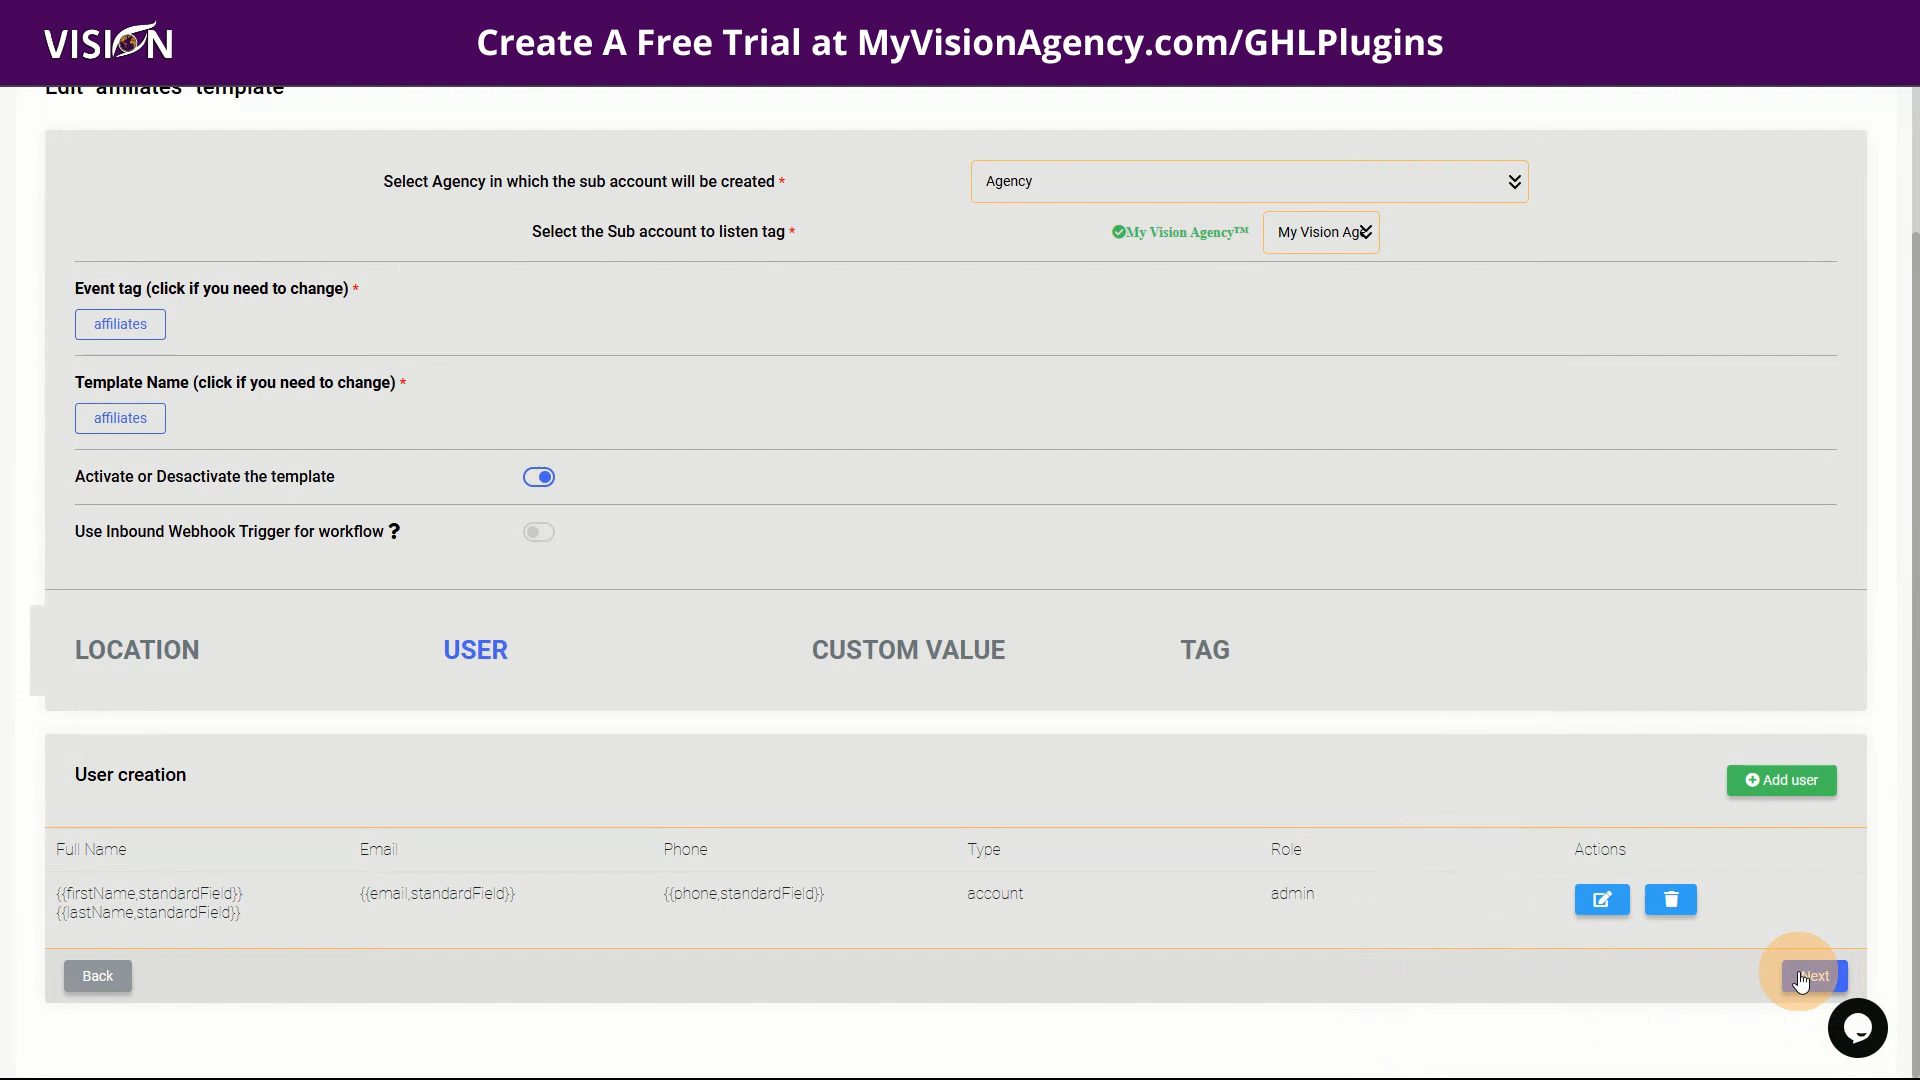 VISION
Create A Free Trial at MyVisionAgency.com/GHLPlugins
Edit "affiliates" template
Select Agency in which the sub account will be created *
Agency
Select the Sub account to listen tag *
My Vision Agency™
My Vision Age
Event tag (click if you need to change) *
affiliates
Template Name (click if you need to change) *
affiliates
Activate or Desactivate the template
Use Inbound Webhook Trigger for workflow ?
LOCATION
USER
CUSTOM VALUE
TAG
User creation
Add user
Full Name
Email
Phone
Type
Role
Actions
{{firstName,standardField}}
{{lastName,standardField}}
{{email,standardField}}
{{phone,standardField}}
account
admin
Back
Next